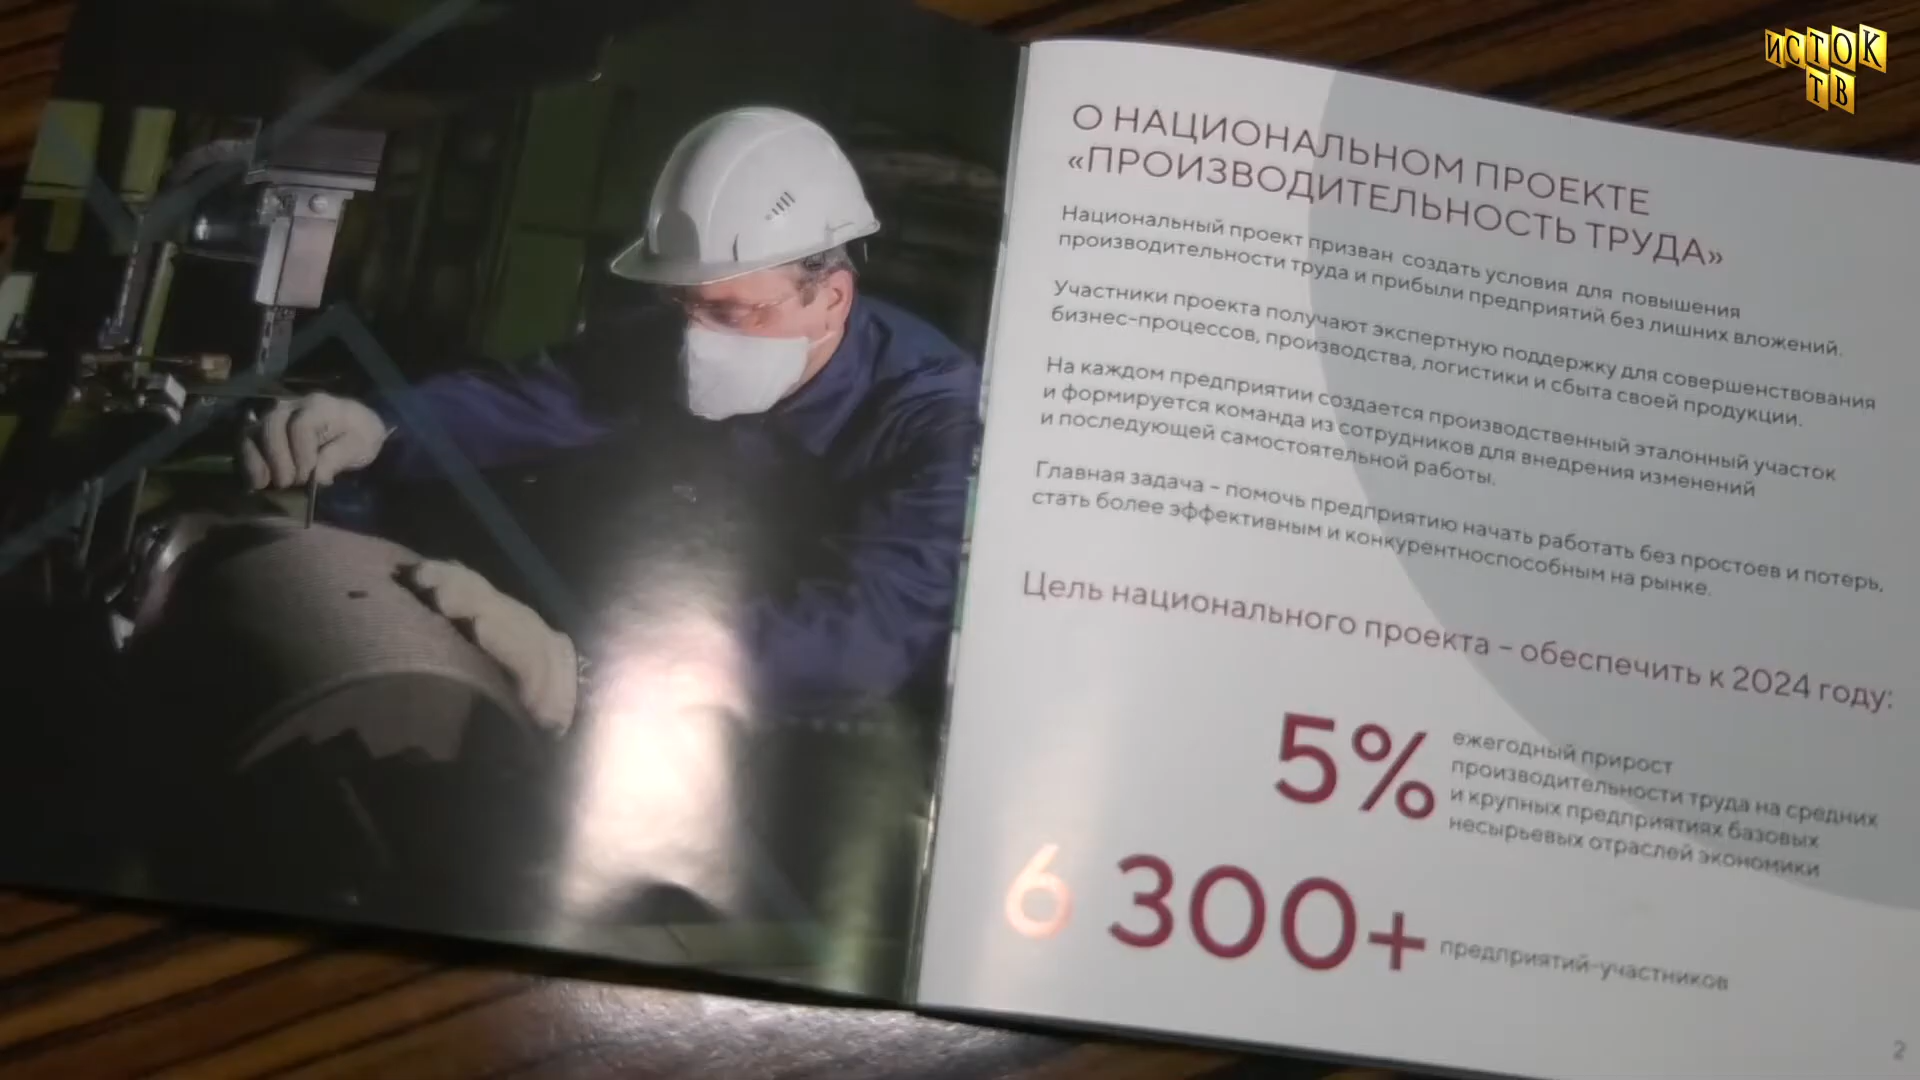 ИСТОК
ТВ
О НАЦИОНАЛЬНОМ ПРОЕКТЕ
«ПРОИЗВОДИТЕЛЬНОСТЬ ТРУДА»
Национальный проект призван создать условия для повышения
производительности труда и прибыли предприятий без лишних вложений.
Участники проекта получают экспертную поддержку для совершенствования
бизнес-процессов, производства, логистики и сбыта своей продукции.
На каждом предприятии создается производственный эталонный участок
и формируется команда из сотрудников для внедрения изменений
и последующей самостоятельной работы.
Главная задача – помочь предприятию начать работать без простоев и потерь,
стать более эффективным и конкурентноспособным на рынке.
Цель национального проекта – обеспечить к 2024 году:
5%
ежегодный прирост
производительности труда на средних
и крупных предприятиях базовых
несырьевых отраслей экономики
6 300+ предприятий-участников
2